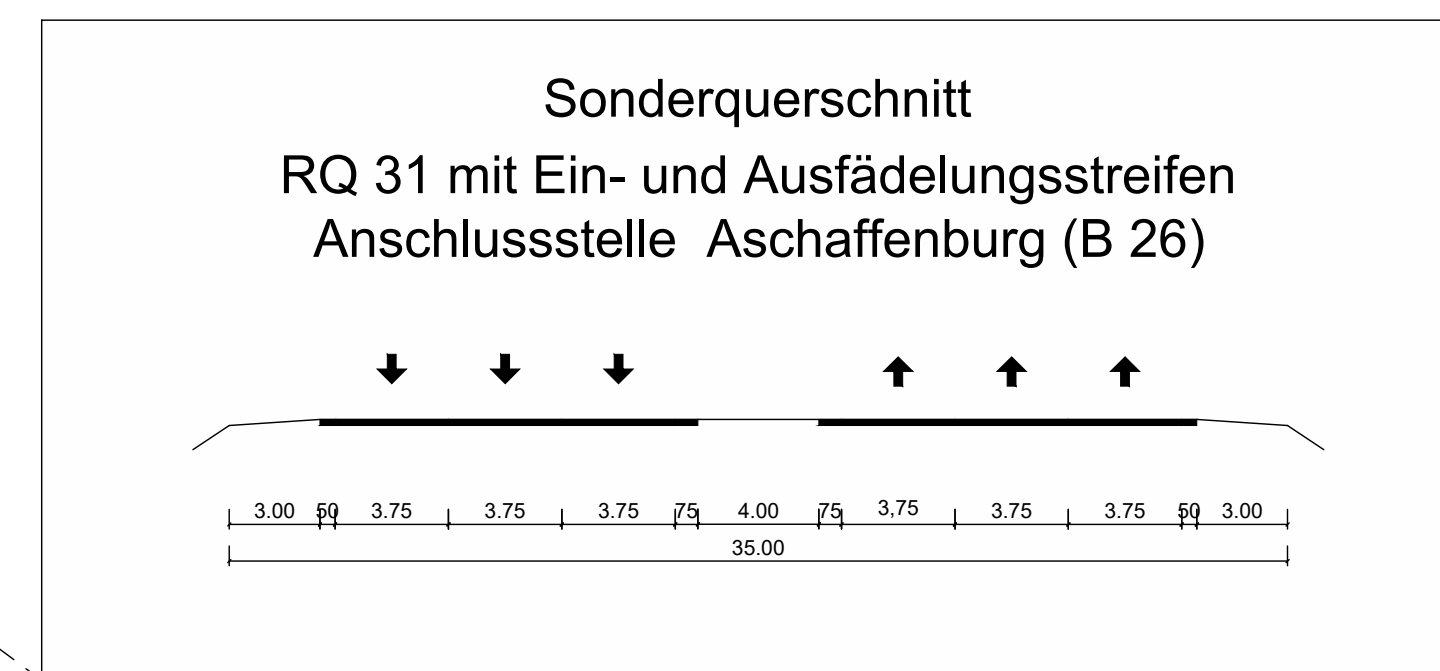 Sonderquerschnitt
RQ 31 mit Ein- und Ausfädelungsstreifen
Anschlussstelle Aschaffenburg (B 26)
3.00 50 3.75 3.75 3.75 75 4.00 75 3,75 3.75 3.75 50 3.00
35.00